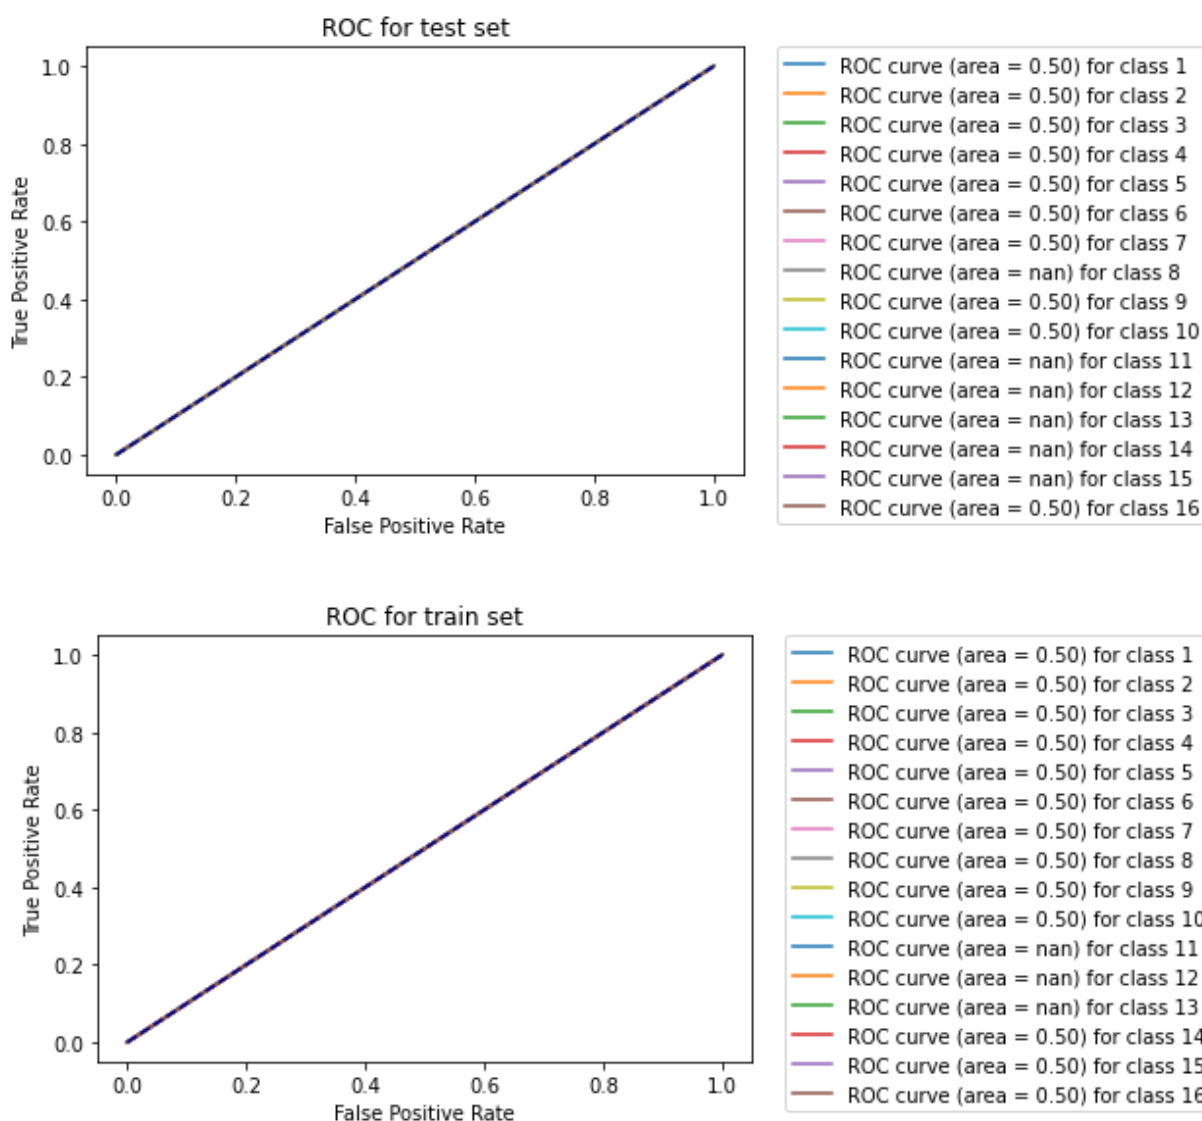 ROC for test set
1.0
0.8
0.6
0.4
0.2
0.0
True Positive Rate
0.0 0.2 0.4 0.6 0.8 1.0
False Positive Rate
ROC curve (area = 0.50) for class 1
ROC curve (area = 0.50) for class 2
ROC curve (area = 0.50) for class 3
ROC curve (area = 0.50) for class 4
ROC curve (area = 0.50) for class 5
ROC curve (area = 0.50) for class 6
ROC curve (area = 0.50) for class 7
ROC curve (area = nan) for class 8
ROC curve (area = 0.50) for class 9
ROC curve (area = 0.50) for class 10
ROC curve (area = nan) for class 11
ROC curve (area = nan) for class 12
ROC curve (area = nan) for class 13
ROC curve (area = nan) for class 14
ROC curve (area = nan) for class 15
ROC curve (area = 0.50) for class 16
ROC for train set
1.0
0.8
0.6
0.4
0.2
0.0
True Positive Rate
0.0 0.2 0.4 0.6 0.8 1.0
False Positive Rate
ROC curve (area = 0.50) for class 1
ROC curve (area = 0.50) for class 2
ROC curve (area = 0.50) for class 3
ROC curve (area = 0.50) for class 4
ROC curve (area = 0.50) for class 5
ROC curve (area = 0.50) for class 6
ROC curve (area = 0.50) for class 7
ROC curve (area = 0.50) for class 8
ROC curve (area = 0.50) for class 9
ROC curve (area = 0.50) for class 10
ROC curve (area = nan) for class 11
ROC curve (area = nan) for class 12
ROC curve (area = nan) for class 13
ROC curve (area = 0.50) for class 14
ROC curve (area = 0.50) for class 15
ROC curve (area = 0.50) for class 16